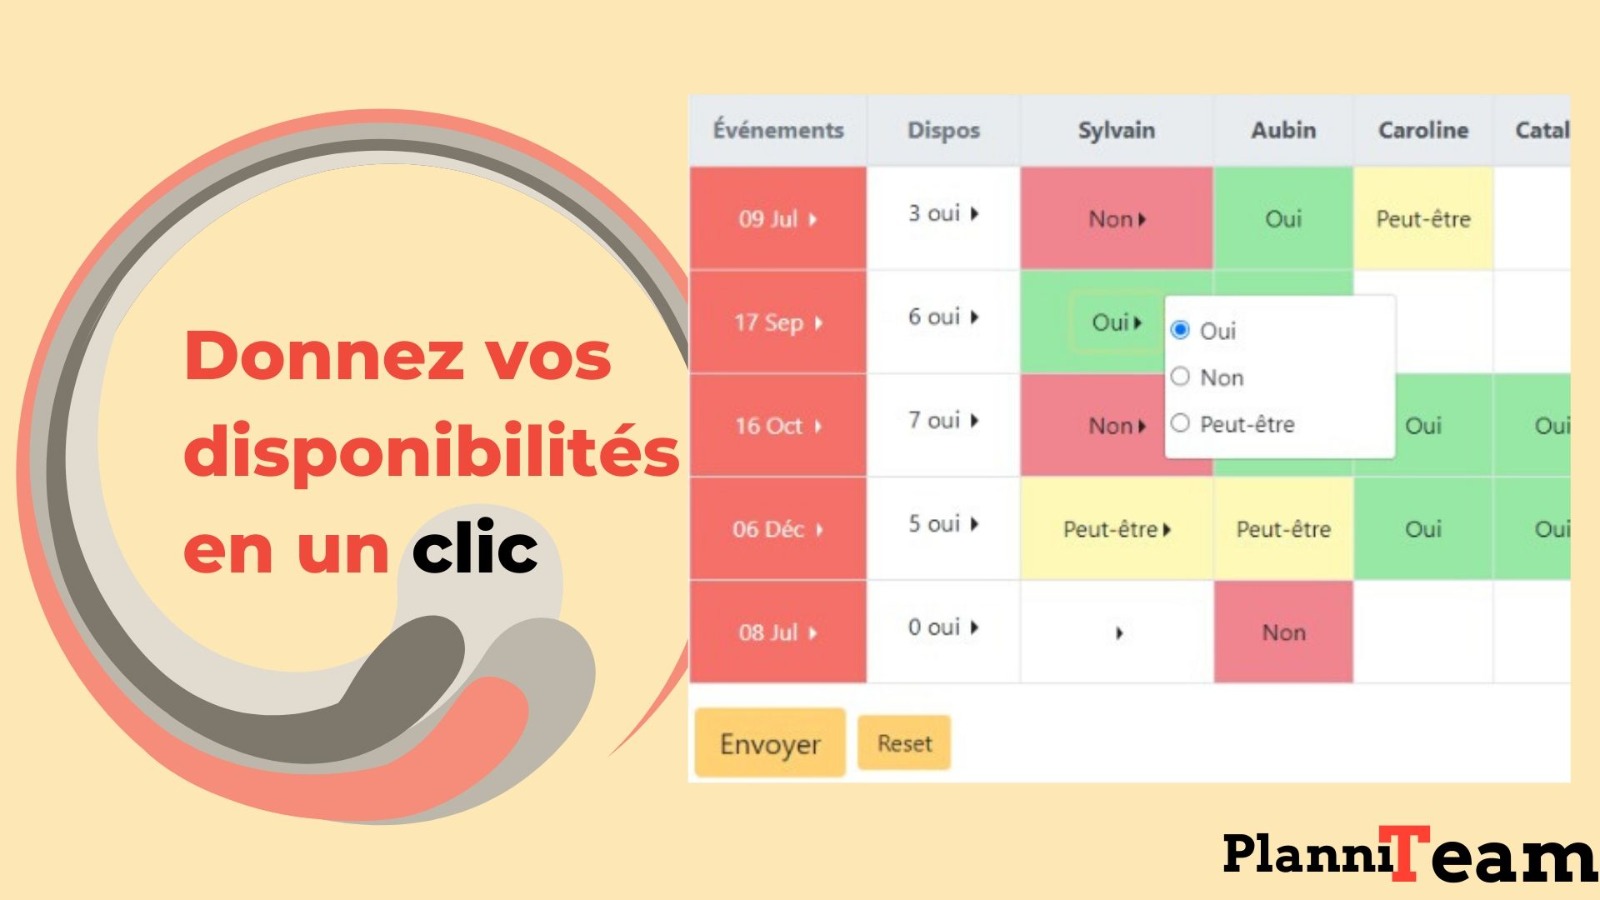 Donnez vos
disponibilités
en un clic
Événements Dispos Sylvain Aubin Caroline Catal
09 Jul 3 oui Non Oui Peut-être
17 Sep 6 oui Oui
Oui
Non
Peut-être
16 Oct 7 oui Non Oui Oui
06 Déc 5 oui Peut-être Peut-être Oui Oui
08 Jul 0 oui Non
Envoyer Reset
PlanniTeam